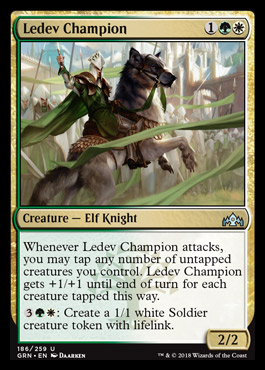 Ledev Champion 1
Creature — Elf Knight
Whenever Ledev Champion attacks,
you may tap any number of untapped
creatures you control. Ledev Champion
gets +1/+1 until end of turn for each
creature tapped this way.
3 : Create a 1/1 white Soldier
creature token with lifelink.
2/2
186/259 U
GRN • EN Daarken
™ & © 2018 Wizards of the Coast